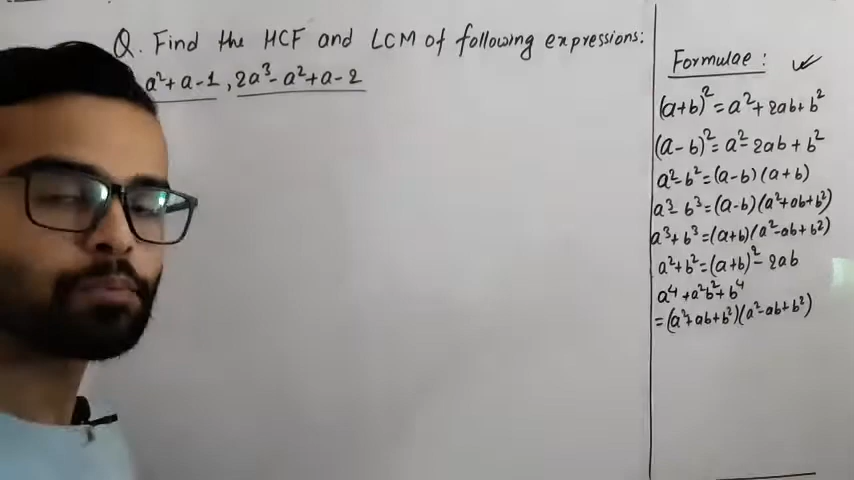 Q. Find the HCF and LCM of following expressions:
a²+a-1, 2a³-a²+a-2
Formulae :
(a+b)²=a²+2ab+b²
(a-b)²=a²-2ab+b²
a²-b²=(a-b)(a+b)
a³-b³=(a-b)(a²+ab+b²)
a³+b³=(a+b)(a²-ab+b²)
a²+b²=(a+b)²-2ab
a⁴+a²b²+b⁴
=(a²+ab+b²)(a²-ab+b²)